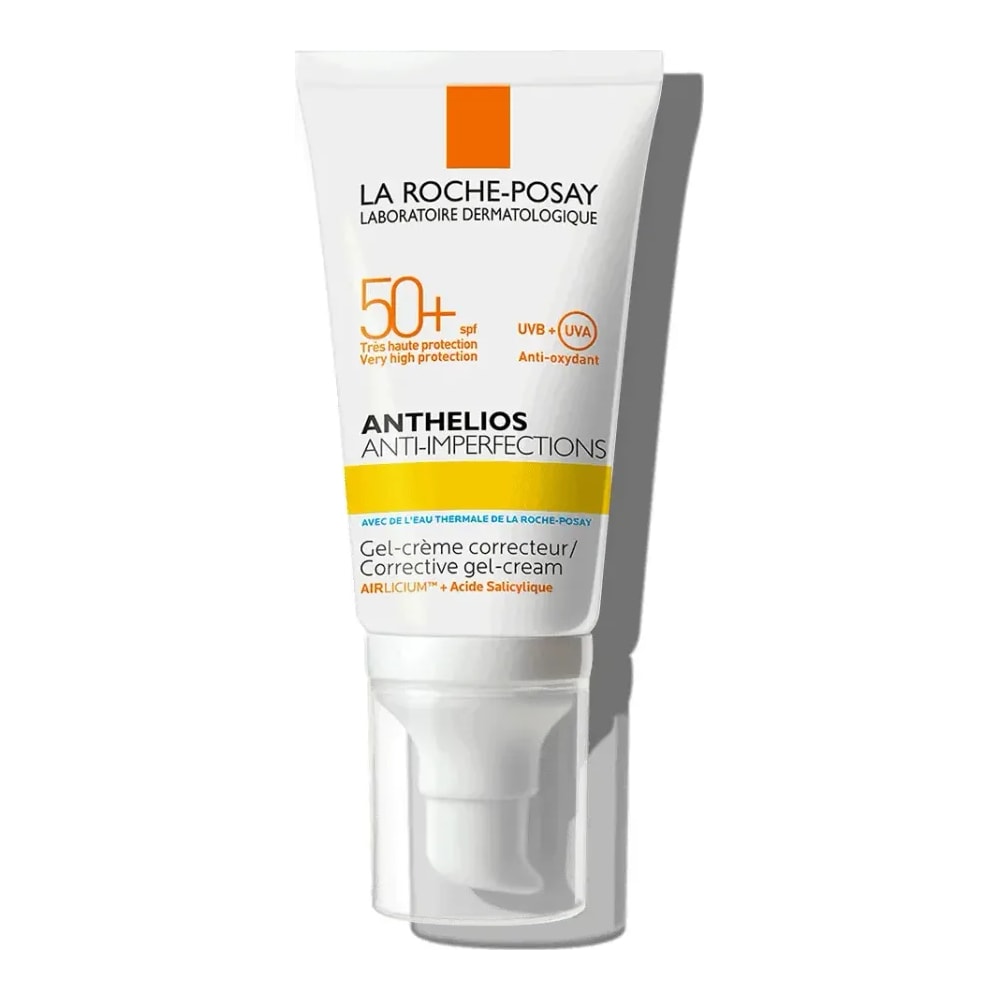 LA ROCHE-POSAY
LABORATOIRE DERMATOLOGIQUE
50+ spf
Très haute protection
Very high protection
UVB + UVA
Anti-oxydant
ANTHELIOS
ANTI-IMPERFECTIONS
AVEC DE L'EAU THERMALE DE LA ROCHE-POSAY
Gel-crème correcteur/
Corrective gel-cream
AIRLICIUM™ + Acide Salicylique